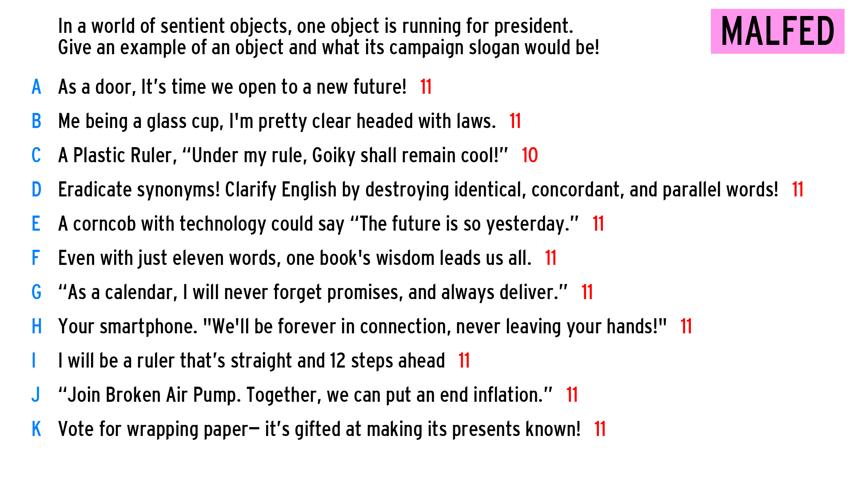 In a world of sentient objects, one object is running for president.
Give an example of an object and what its campaign slogan would be!
MALFED
A As a door, It's time we open to a new future! 11
B Me being a glass cup, I'm pretty clear headed with laws. 11
C A Plastic Ruler, “Under my rule, Goiky shall remain cool!” 10
D Eradicate synonyms! Clarify English by destroying identical, concordant, and parallel words! 11
E A corncob with technology could say “The future is so yesterday.” 11
F Even with just eleven words, one book's wisdom leads us all. 11
G “As a calendar, I will never forget promises, and always deliver.” 11
H Your smartphone. "We'll be forever in connection, never leaving your hands!" 11
I I will be a ruler that's straight and 12 steps ahead 11
J “Join Broken Air Pump. Together, we can put an end inflation.” 11
K Vote for wrapping paper— it's gifted at making its presents known! 11